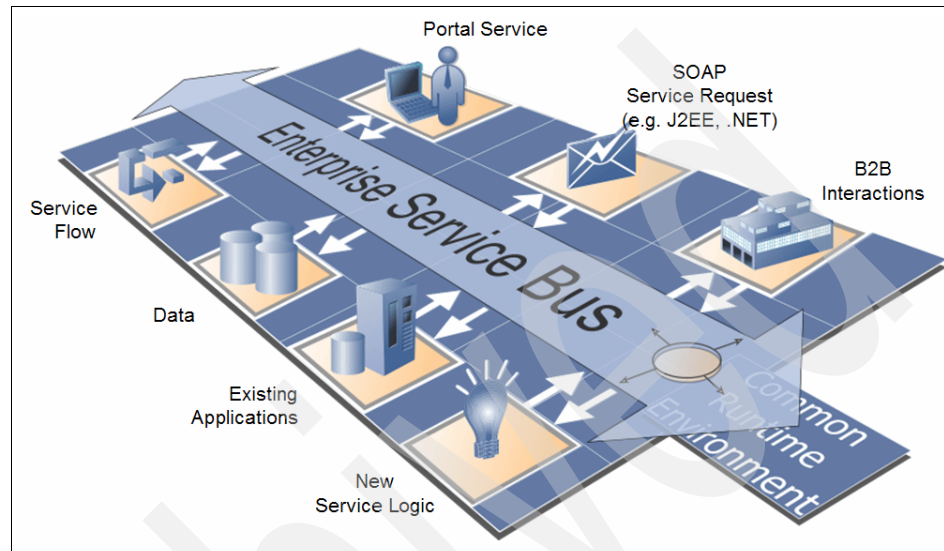 Portal Service
SOAP
Service Request
(e.g. J2EE, .NET)
B2B
Interactions
Enterprise Service Bus
Service
Flow
Data
Existing
Applications
New
Service Logic
Common
Runtime
Environment